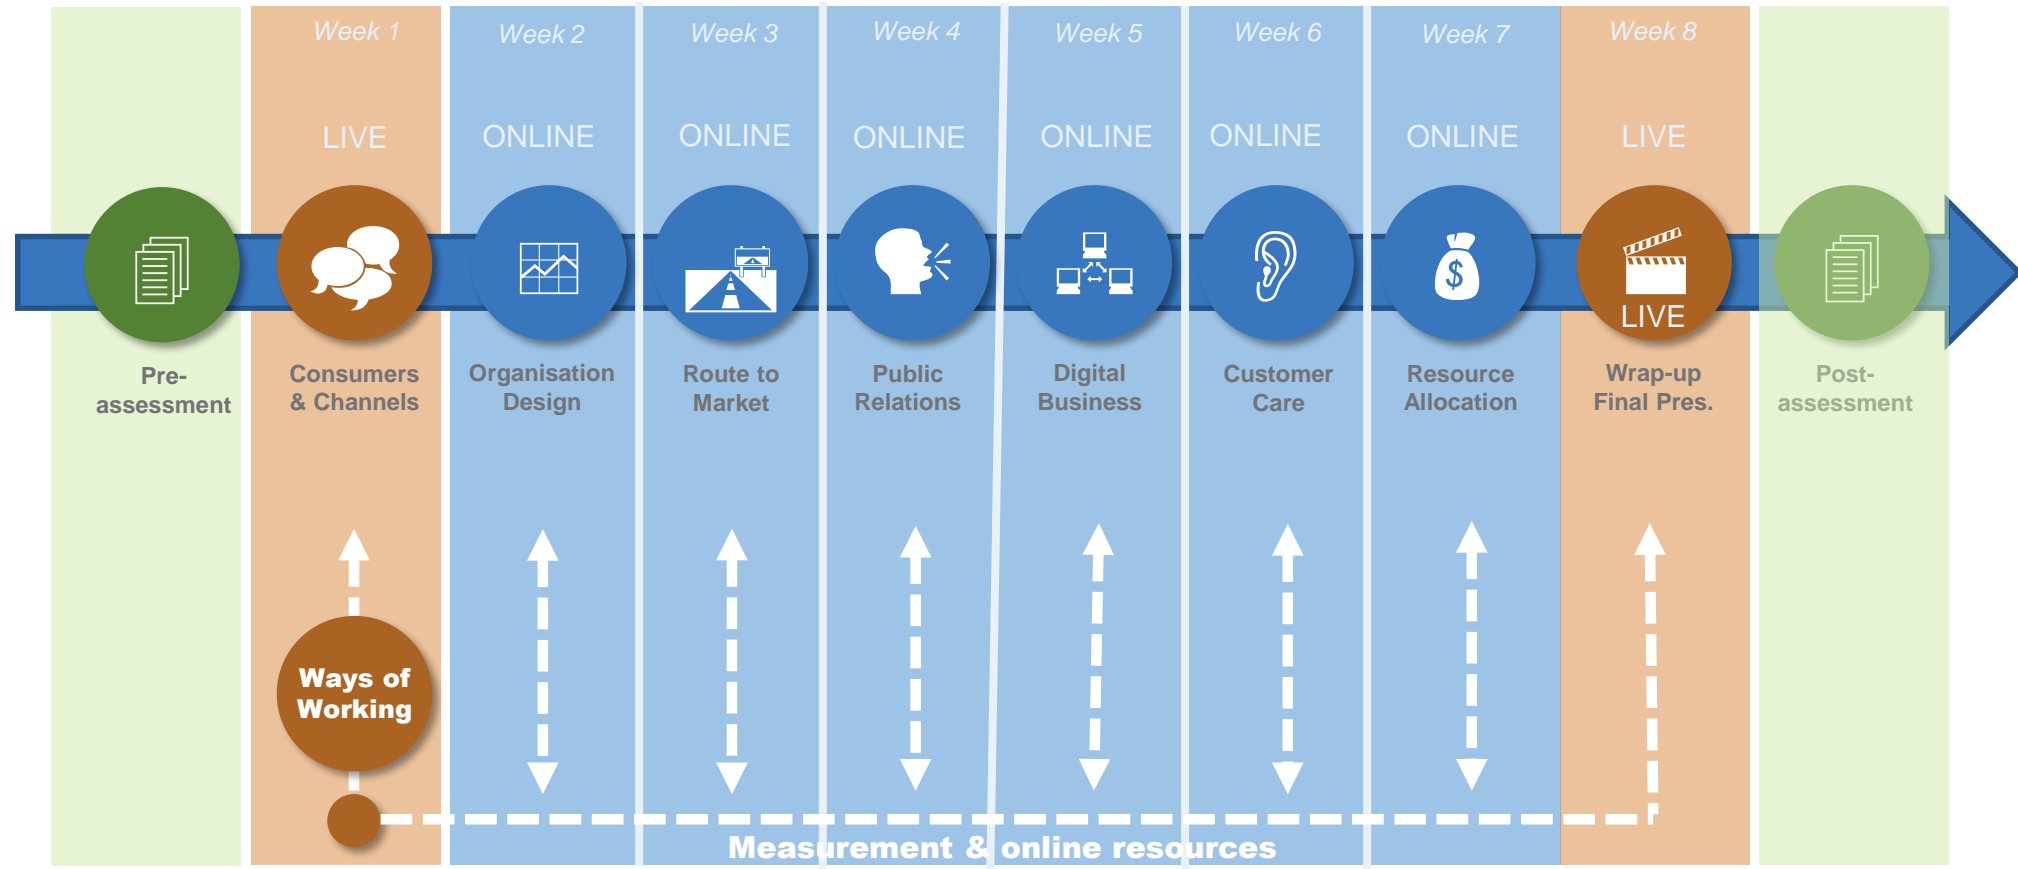 Week 1
Week 2
Week 3
Week 4
Week 5
Week 6
Week 7
Week 8
LIVE
ONLINE
ONLINE
ONLINE
ONLINE
ONLINE
ONLINE
LIVE
$
LIVE
Pre-
assessment
Consumers
& Channels
Organisation
Design
Route to
Market
Public
Relations
Digital
Business
Customer
Care
Resource
Allocation
Wrap-up
Final Pres.
Post-
assessment
Ways of
Working
Measurement & online resources